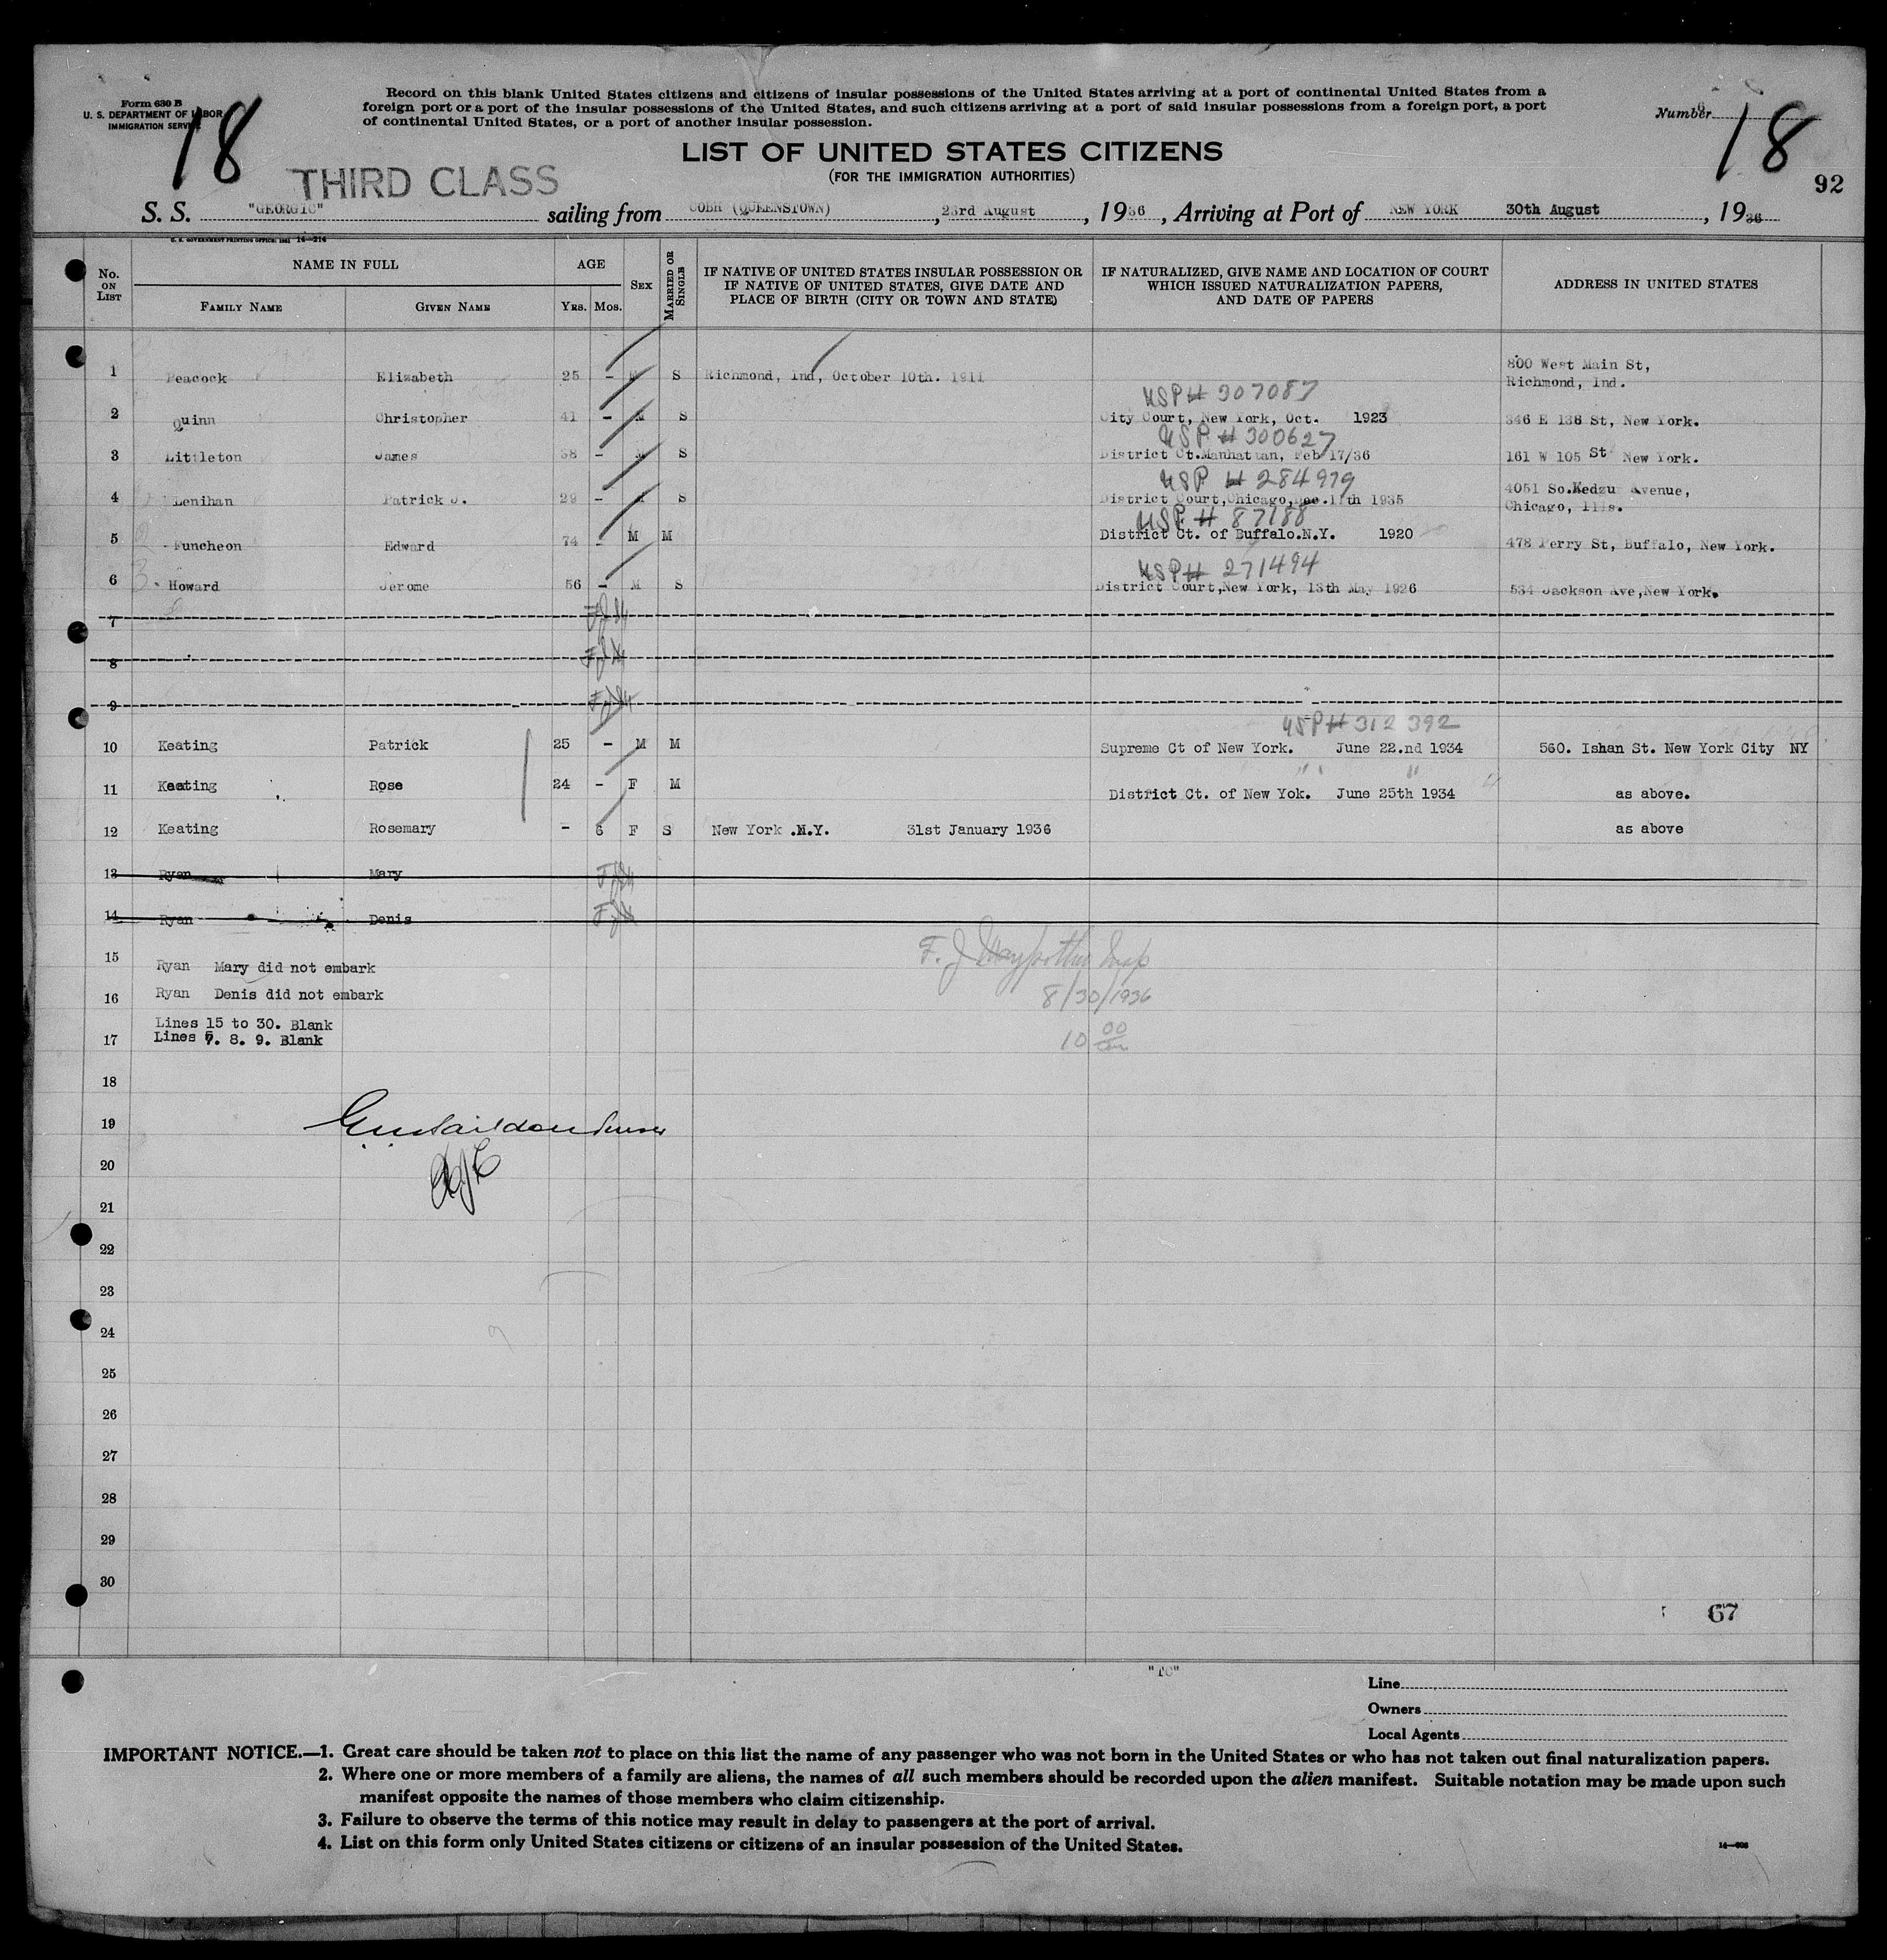 Form 630 B
U. S. DEPARTMENT OF LABOR
IMMIGRATION SERVICE
18
Record on this blank United States citizens and citizens of insular possessions of the United States arriving at a port of continental United States from a
foreign port or a port of the insular possessions of the United States, and such citizens arriving at a port of said insular possessions from a foreign port, a port
of continental United States, or a port of another insular possession.
Number
18
LIST OF UNITED STATES CITIZENS
(FOR THE IMMIGRATION AUTHORITIES)
THIRD CLASS
92
S. S. "GEORGIC" sailing from COBH (QUEENSTOWN), 23rd August, 1936, Arriving at Port of NEW YORK 30th August, 1936
U. S. GOVERNMENT PRINTING OFFICE: 1931 14—214
No. ON LIST NAME IN FULL AGE SEX MARRIED OR SINGLE IF NATIVE OF UNITED STATES INSULAR POSSESSION OR IF NATIVE OF UNITED STATES, GIVE DATE AND PLACE OF BIRTH (CITY OR TOWN AND STATE) IF NATURALIZED, GIVE NAME AND LOCATION OF COURT WHICH ISSUED NATURALIZATION PAPERS, AND DATE OF PAPERS ADDRESS IN UNITED STATES
FAMILY NAME GIVEN NAME YRS. MOS.
1 Peacock Elizabeth 25 – F S Richmond, Ind, October 10th. 1911 800 West Main St, Richmond, Ind.
USP # 307087
2 Quinn Christopher 41 – M S City Court, New York, Oct. 1923 346 E 138 St, New York.
USP # 300627
3 Littleton James 38 – M S District Ct.Manhattan, Feb 17/36 161 W 105 St New York.
USP # 284979
4 Lenihan Patrick J. 29 – M S District Court,Chicago,Dec.11th 1935 4051 So.Kedzu Avenue, Chicago, Ills.
USP # 87188
5 Puncheon Edward 74 – M M District Ct. of Buffalo.N.Y. 1920 478 Perry St, Buffalo, New York.
USP # 271494
6 Howard Jerome 56 – M S District Court,New York, 13th May 1926 534 Jackson Ave,New York.
7
8
9
USP # 312392
10 Keating Patrick 25 – M M Supreme Ct of New York. June 22.nd 1934 560. Ishan St. New York City NY
" " "
11 Keating Rose 24 – F M District Ct. of New Yok. June 25th 1934 as above.
12 Keating Rosemary – 6 F S New York .N.Y. 31st January 1936 as above
13 Ryan Mary
14 Ryan Denis
15 Ryan Mary did not embark
16 Ryan Denis did not embark
8/30/1936
Lines 15 to 30. Blank
17 Lines 7. 8. 9. Blank
10 00 am
18
19
20
21
22
23
24
25
26
27
28
29
30
67
"TC"
Line
Owners
Local Agents
IMPORTANT NOTICE.—1. Great care should be taken not to place on this list the name of any passenger who was not born in the United States or who has not taken out final naturalization papers.
2. Where one or more members of a family are aliens, the names of all such members should be recorded upon the alien manifest. Suitable notation may be made upon such
manifest opposite the names of those members who claim citizenship.
3. Failure to observe the terms of this notice may result in delay to passengers at the port of arrival.
4. List on this form only United States citizens or citizens of an insular possession of the United States.